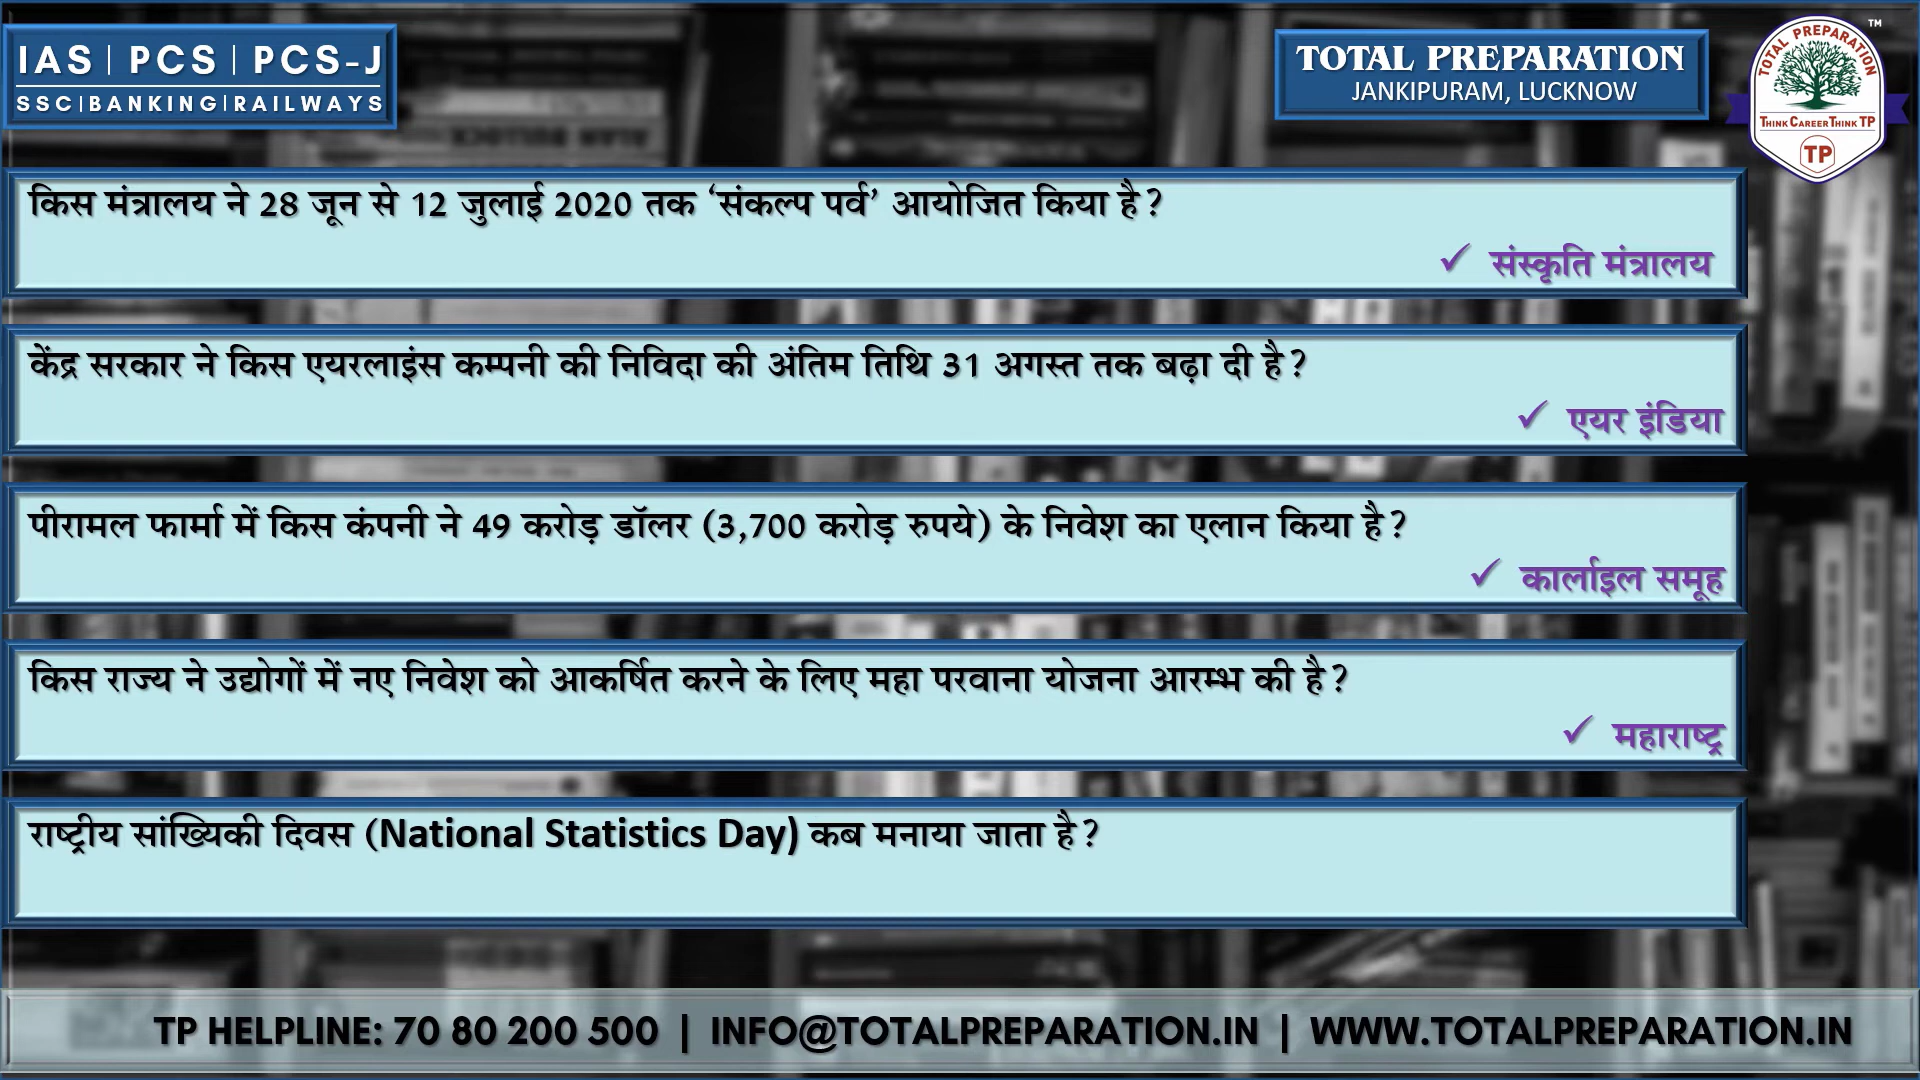 IAS | PCS | PCS-J
SSC|BANKING|RAILWAYS
TOTAL PREPARATION
JANKIPURAM, LUCKNOW
TOTAL PREPARATION
TM
THINK CAREER THINK TP
TP
किस मंत्रालय ने 28 जून से 12 जुलाई 2020 तक ‘संकल्प पर्व’ आयोजित किया है?
✓ संस्कृति मंत्रालय
केंद्र सरकार ने किस एयरलाइंस कम्पनी की निविदा की अंतिम तिथि 31 अगस्त तक बढ़ा दी है?
✓ एयर इंडिया
पीरामल फार्मा में किस कंपनी ने 49 करोड़ डॉलर (3,700 करोड़ रुपये) के निवेश का एलान किया है?
✓ कार्लाइल समूह
किस राज्य ने उद्योगों में नए निवेश को आकर्षित करने के लिए महा परवाना योजना आरम्भ की है?
✓ महाराष्ट्र
राष्ट्रीय सांख्यिकी दिवस (National Statistics Day) कब मनाया जाता है?
TP HELPLINE: 70 80 200 500 | INFO@TOTALPREPARATION.IN | WWW.TOTALPREPARATION.IN